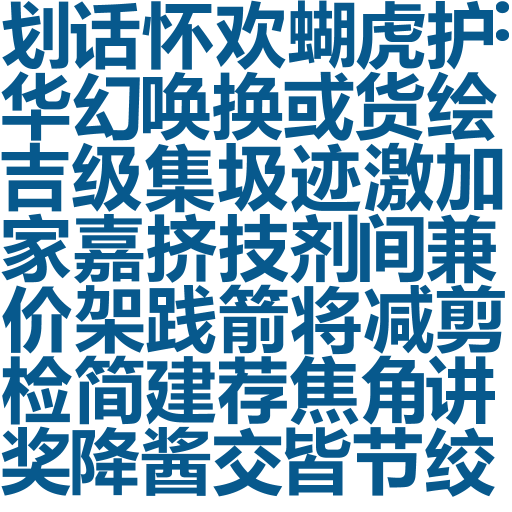 划话怀欢蝴虎护
华幻唤换或货绘
吉级集圾迹激加
家嘉挤技剂间兼
价架践箭将减剪
检简建荐焦角讲
奖降酱交皆节绞